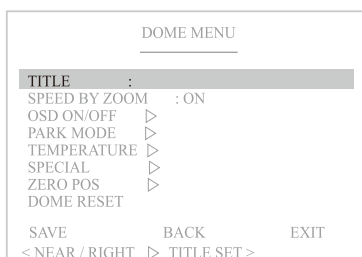 DOME MENU
TITLE :
SPEED BY ZOOM : ON
OSD ON/OFF ▷
PARK MODE ▷
TEMPERATURE ▷
SPECIAL ▷
ZERO POS ▷
DOME RESET
SAVE BACK EXIT
< NEAR / RIGHT ▷ TITLE SET >